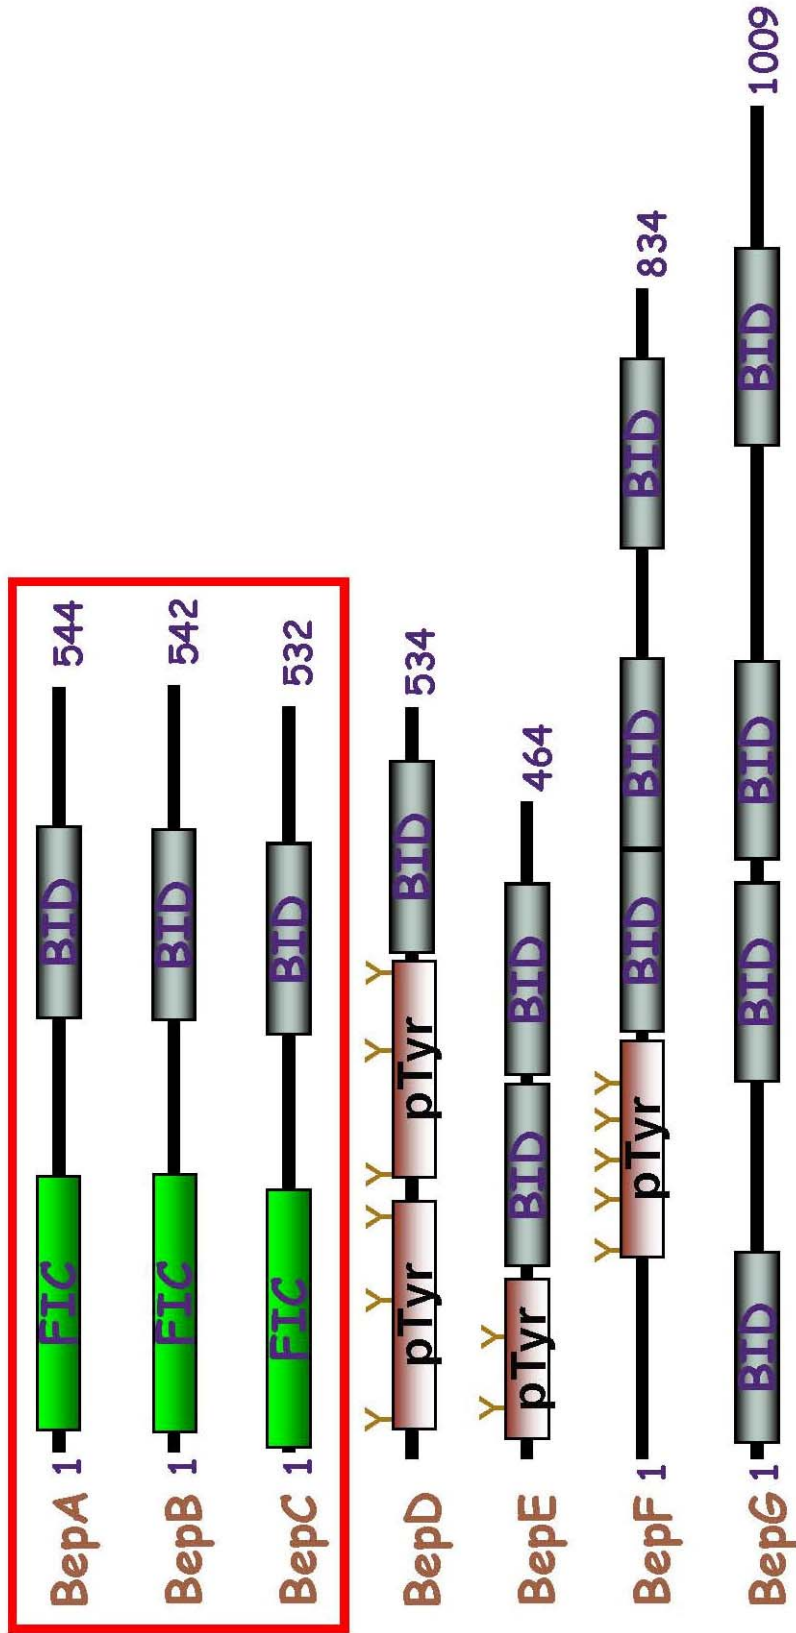 BepA 1 FIC BID 544
BepB 1 FIC BID 542
BepC 1 FIC BID 532
Y Y Y Y Y Y
BepD pTyr pTyr BID 534
Y Y
BepE pTyr BID BID 464
Y Y Y Y Y
BepF 1 pTyr BID BID BID 834
BepG 1 BID BID BID BID 1009